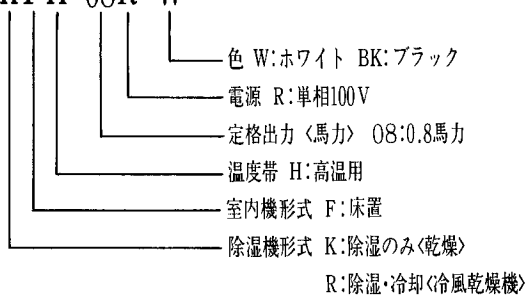 色 W:ホワイト BK:ブラック
電源 R:単相100V
定格出力〈馬力〉 08:0.8馬力
温度帯 H:高温用
室内機形式 F:床置
除湿機形式 K:除湿のみ〈乾燥〉
R:除湿・冷却〈冷風乾燥機〉